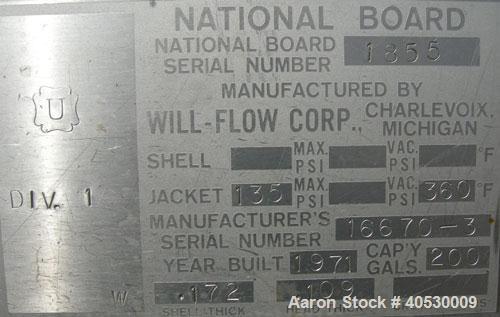 NATIONAL BOARD
NATIONAL BOARD
SERIAL NUMBER 1855
MANUFACTURED BY
WILL-FLOW CORP., CHARLEVOIX, MICHIGAN
U
SHELL MAX. PSI VAC. PSI °F
DIV. 1
JACKET 135 MAX. PSI VAC. PSI 360 °F
MANUFACTURER'S
SERIAL NUMBER 16670-3
YEAR BUILT 1971 CAP'Y GALS. 200
W .172 .109
SHELL THICK. HEAD THICK.
Aaron Stock # 40530009